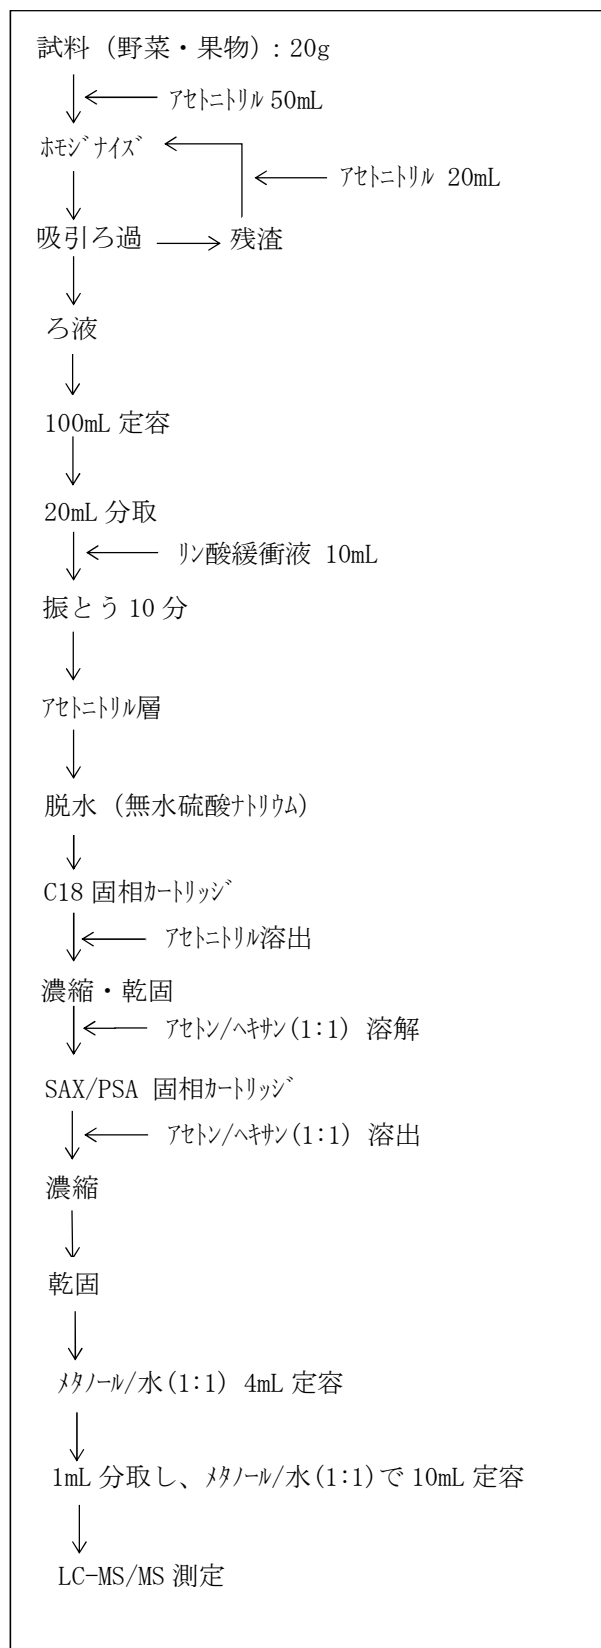 試料（野菜・果物）: 20g
ｱｾﾄﾆﾄﾘﾙ 50mL
ﾎﾓｼﾞﾅｲｽﾞ
ｱｾﾄﾆﾄﾘﾙ 20mL
吸引ろ過
残渣
ろ液
100mL 定容
20mL 分取
ﾘﾝ酸緩衝液 10mL
振とう 10 分
ｱｾﾄﾆﾄﾘﾙ層
脱水（無水硫酸ﾅﾄﾘｳﾑ）
C18 固相ｶｰﾄﾘｯｼﾞ
ｱｾﾄﾆﾄﾘﾙ溶出
濃縮・乾固
ｱｾﾄﾝ/ﾍｷｻﾝ(1:1) 溶解
SAX/PSA 固相ｶｰﾄﾘｯｼﾞ
ｱｾﾄﾝ/ﾍｷｻﾝ(1:1) 溶出
濃縮
乾固
ﾒﾀﾉｰﾙ/水(1:1) 4mL 定容
1mL 分取し、ﾒﾀﾉｰﾙ/水(1:1)で 10mL 定容
LC-MS/MS 測定